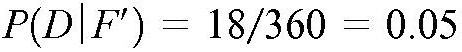 P(D|F′) = 18/360 = 0.05